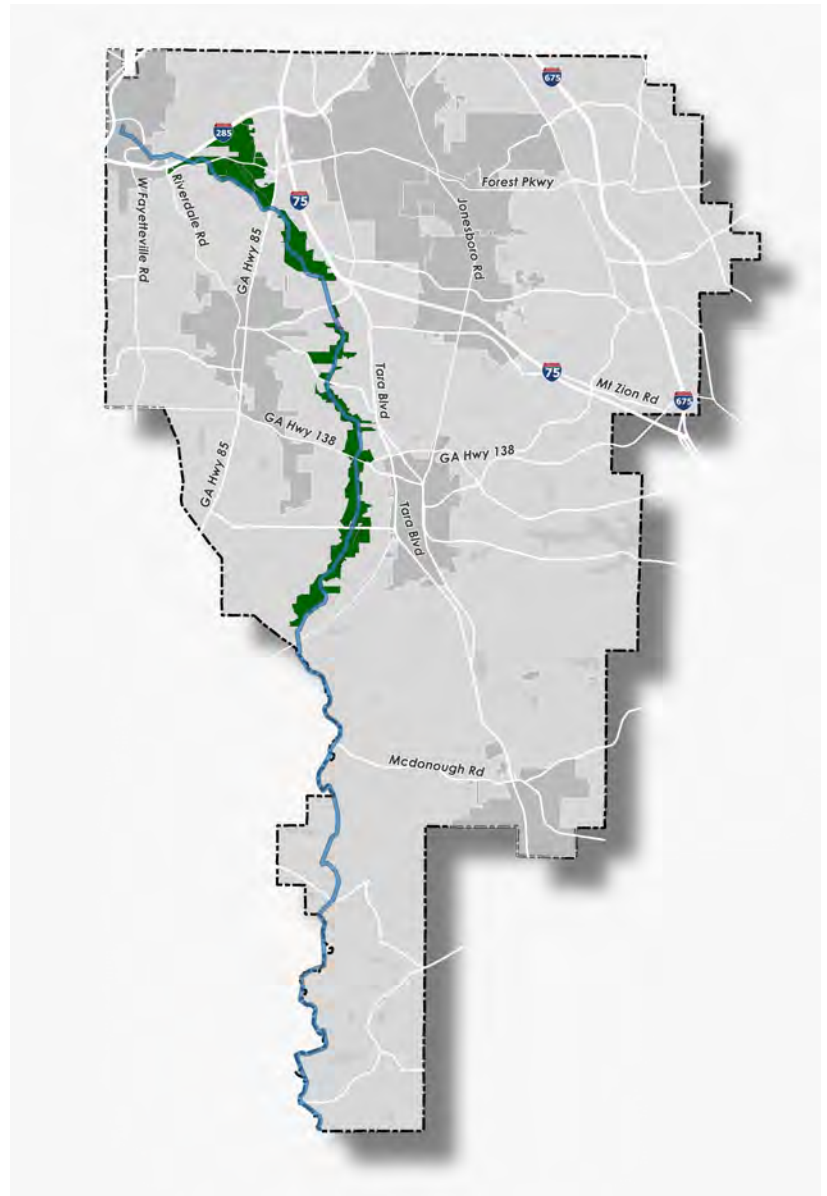 675
285
Forest Pkwy
W Fayetteville Rd
Riverdale Rd
75
Jonesboro Rd
GA Hwy 85
75
Mt Zion Rd
Tara Blvd
675
GA Hwy 138
GA Hwy 138
GA Hwy 85
Tara Blvd
Mcdonough Rd